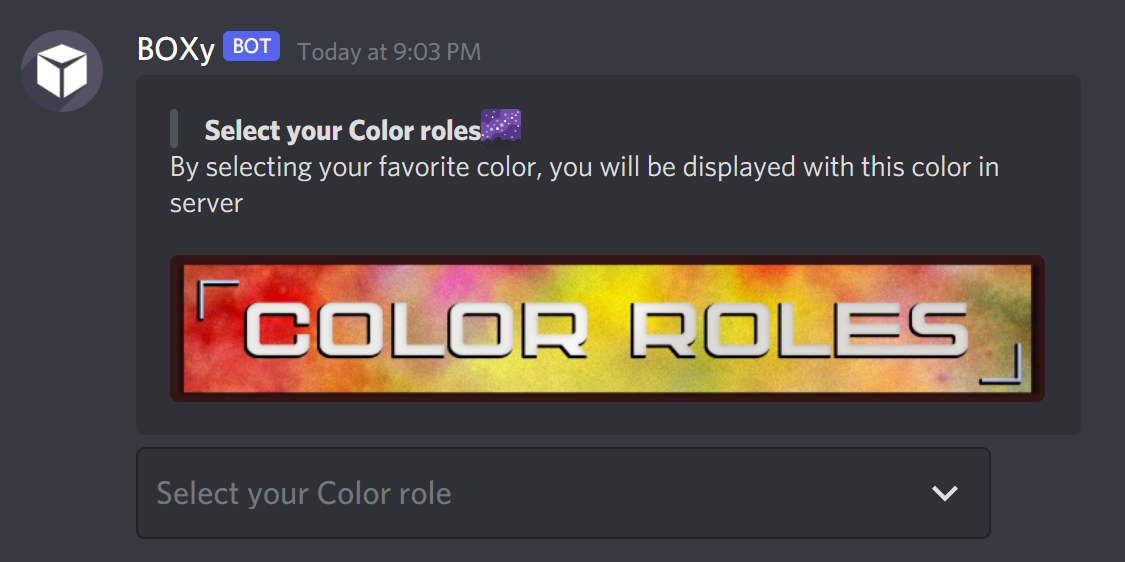 BOXy BOT Today at 9:03 PM
Select your Color roles
By selecting your favorite color, you will be displayed with this color in
server
COLOR ROLES
Select your Color role